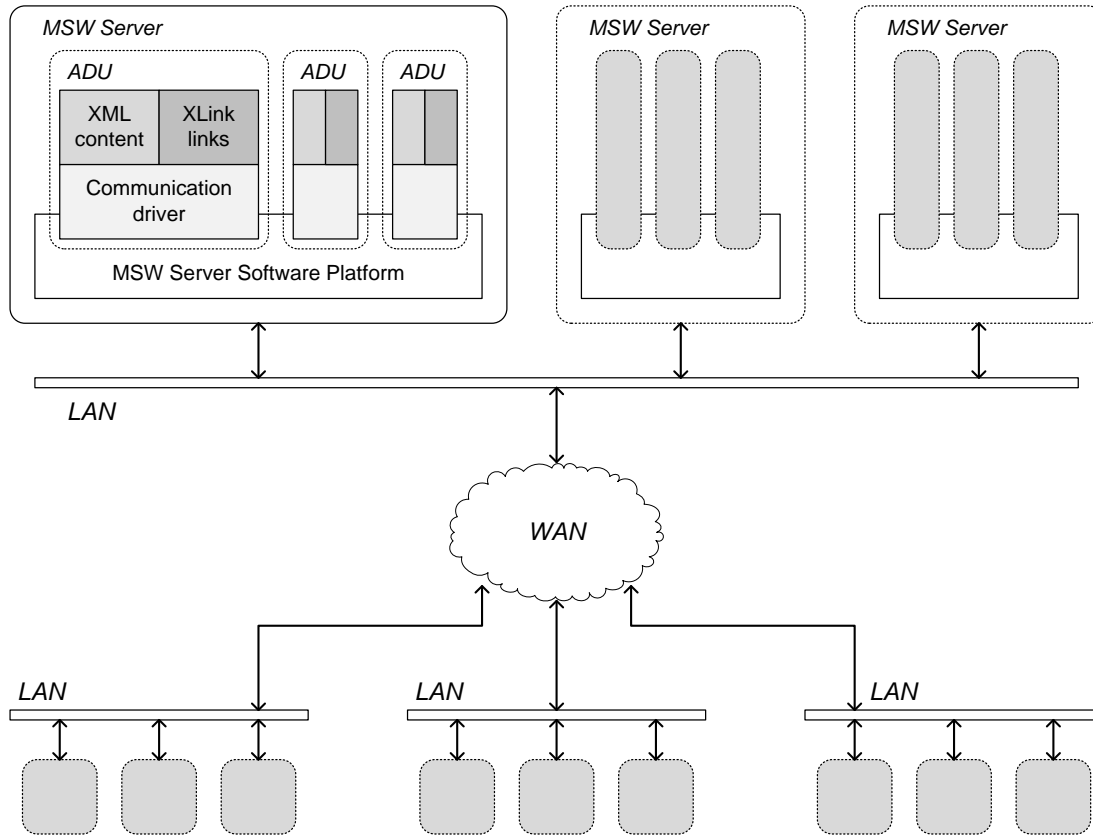 MSW Server
MSW Server
MSW Server
ADU
ADU
ADU
XML
content
XLink
links
Communication
driver
MSW Server Software Platform
LAN
WAN
LAN
LAN
LAN